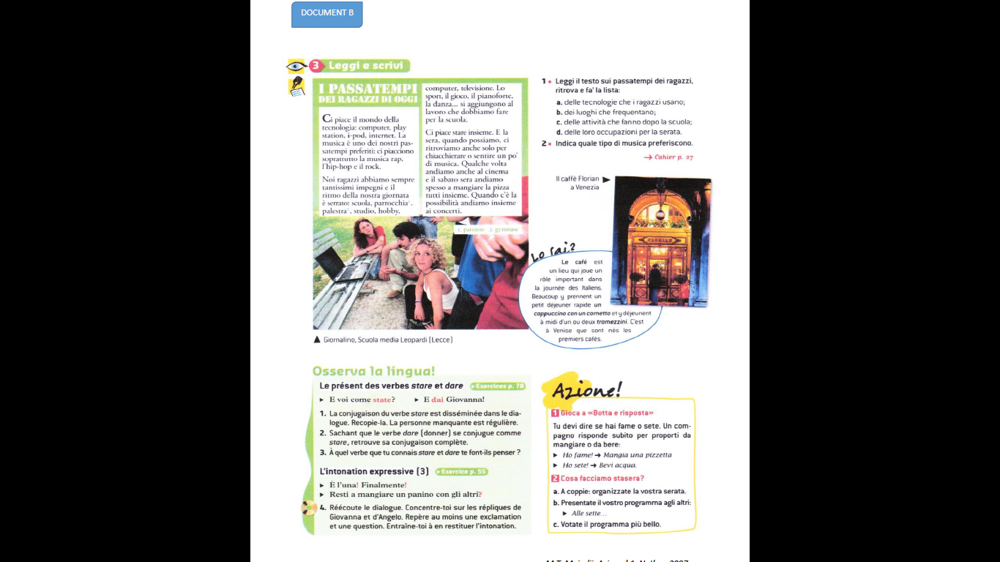 DOCUMENT B
3 Leggi e scrivi
I PASSATEMPI
DEI RAGAZZI DI OGGI
Ci piace il mondo della
tecnologia: computer, play
station, i-pod, internet. La
musica è uno dei nostri pas-
satempi preferiti: ci piacciono
soprattutto la musica rap,
l'hip-hop e il rock.
Noi ragazzi abbiamo sempre
tantissimi impegni e il
ritmo della nostra giornata
è serrato: scuola, parrocchia¹,
palestra², studio, hobby,
computer, televisione. Lo
sport, il gioco, il pianoforte,
la danza... si aggiungono al
lavoro che dobbiamo fare
per la scuola.
Ci piace stare insieme. E la
sera, quando possiamo, ci
ritroviamo anche solo per
chiacchierare o sentire un po'
di musica. Qualche volta
andiamo anche al cinema
e il sabato sera andiamo
spesso a mangiare la pizza
tutti insieme. Quando c'è la
possibilità andiamo insieme
ai concerti.
1. paroisse 2. gymnase
▲ Giornalino, Scuola media Leopardi (Lecce)
1 • Leggi il testo sui passatempi dei ragazzi,
ritrova e fa' la lista:
a. delle tecnologie che i ragazzi usano;
b. dei luoghi che frequentano;
c. delle attività che fanno dopo la scuola;
d. delle loro occupazioni per la serata.
2 • Indica quale tipo di musica preferiscono.
→ Cahier p. 27
Il caffè Florian ►
a Venezia
FLORIAN
Lo sai?
Le café est
un lieu qui joue un
rôle important dans
la journée des Italiens.
Beaucoup y prennent un
petit déjeuner rapide un
cappuccino con un cornetto et y déjeunent
à midi d'un ou deux tramezzini. C'est
à Venise que sont nés les
premiers cafés.
Osserva la lingua!
Le présent des verbes stare et dare ► Exercices p. 78
► E voi come state? ► E dai Giovanna!
1. La conjugaison du verbe stare est disséminée dans le dia-
logue. Recopie-la. La personne manquante est régulière.
2. Sachant que le verbe dare (donner) se conjugue comme
stare, retrouve sa conjugaison complète.
3. À quel verbe que tu connais stare et dare te font-ils penser ?
L'intonation expressive (3) ► Exercice p. 55
► È l'una! Finalmente!
► Resti a mangiare un panino con gli altri?
4. Réécoute le dialogue. Concentre-toi sur les répliques de
Giovanna et d'Angelo. Repère au moins une exclamation
et une question. Entraîne-toi à en restituer l'intonation.
Azione!
1 Gioca a «Botta e risposta»
Tu devi dire se hai fame o sete. Un com-
pagno risponde subito per proporti da
mangiare o da bere:
► Ho fame! → Mangia una pizzetta
► Ho sete! → Bevi acqua.
2 Cosa facciamo stasera?
a. A coppie: organizzate la vostra serata.
b. Presentate il vostro programma agli altri:
► Alle sette...
c. Votate il programma più bello.